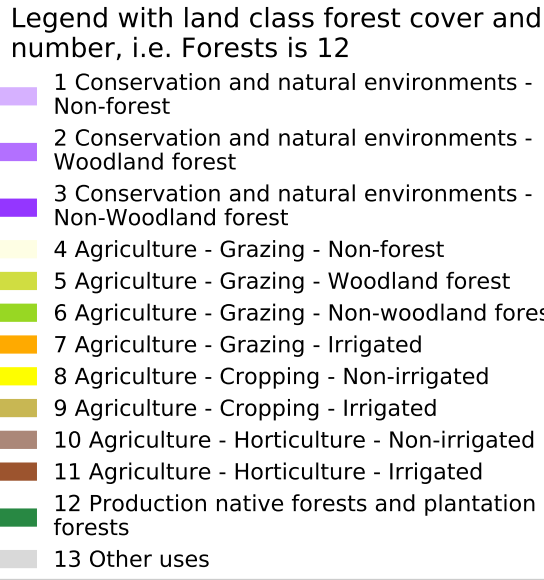 Legend with land class forest cover and
number, i.e. Forests is 12
1 Conservation and natural environments -
Non-forest
2 Conservation and natural environments -
Woodland forest
3 Conservation and natural environments -
Non-Woodland forest
4 Agriculture - Grazing - Non-forest
5 Agriculture - Grazing - Woodland forest
6 Agriculture - Grazing - Non-woodland fores
7 Agriculture - Grazing - Irrigated
8 Agriculture - Cropping - Non-irrigated
9 Agriculture - Cropping - Irrigated
10 Agriculture - Horticulture - Non-irrigated
11 Agriculture - Horticulture - Irrigated
12 Production native forests and plantation
forests
13 Other uses